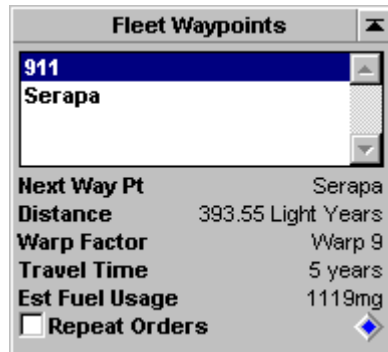 Fleet Waypoints
911
Serapa
Next Way Pt Serapa
Distance 393.55 Light Years
Warp Factor Warp 9
Travel Time 5 years
Est Fuel Usage 1119mg
Repeat Orders